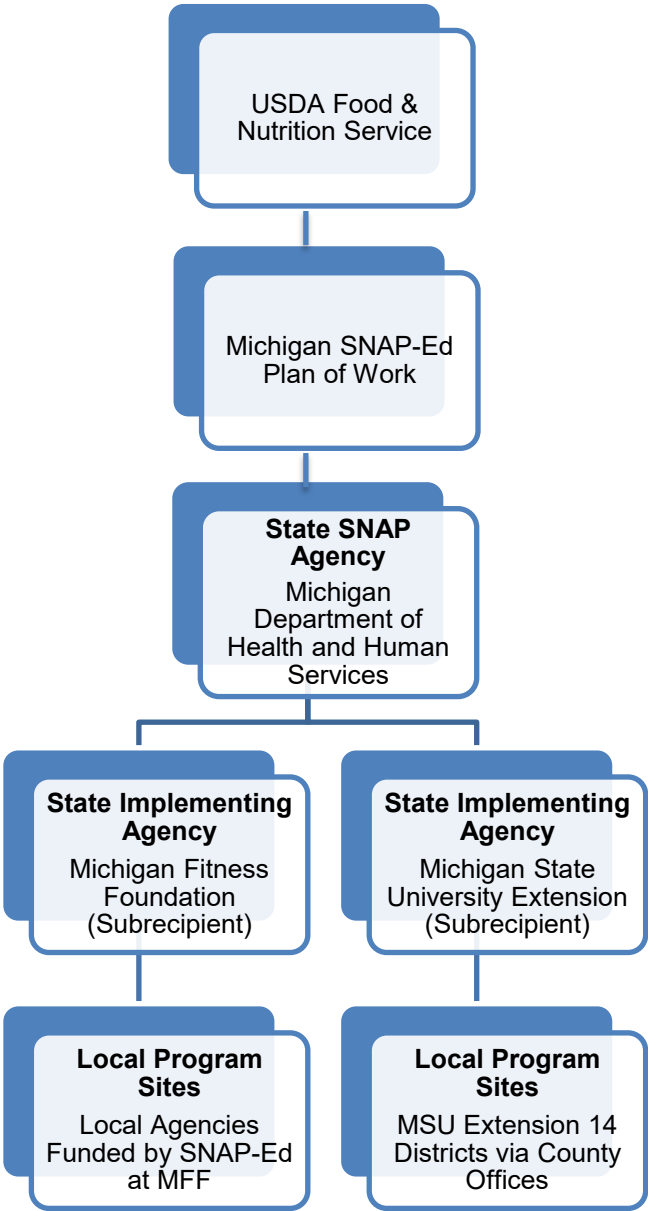 USDA Food &
Nutrition Service
Michigan SNAP-Ed
Plan of Work
State SNAP
Agency
Michigan
Department of
Health and Human
Services
State Implementing
Agency
Michigan Fitness
Foundation
(Subrecipient)
State Implementing
Agency
Michigan State
University Extension
(Subrecipient)
Local Program
Sites
Local Agencies
Funded by SNAP-Ed
at MFF
Local Program
Sites
MSU Extension 14
Districts via County
Offices